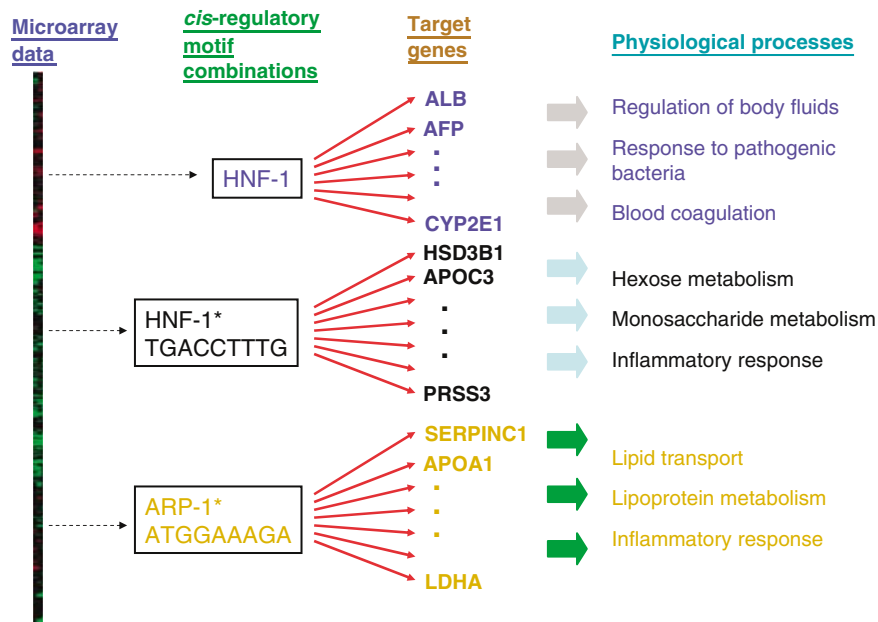 Microarray
data
cis-regulatory
motif
combinations
Target
genes
Physiological processes
HNF-1
ALB
AFP
CYP2E1
Regulation of body fluids
Response to pathogenic
bacteria
Blood coagulation
HNF-1*
TGACCTTTG
HSD3B1
APOC3
PRSS3
Hexose metabolism
Monosaccharide metabolism
Inflammatory response
ARP-1*
ATGGAAAGA
SERPINC1
APOA1
LDHA
Lipid transport
Lipoprotein metabolism
Inflammatory response